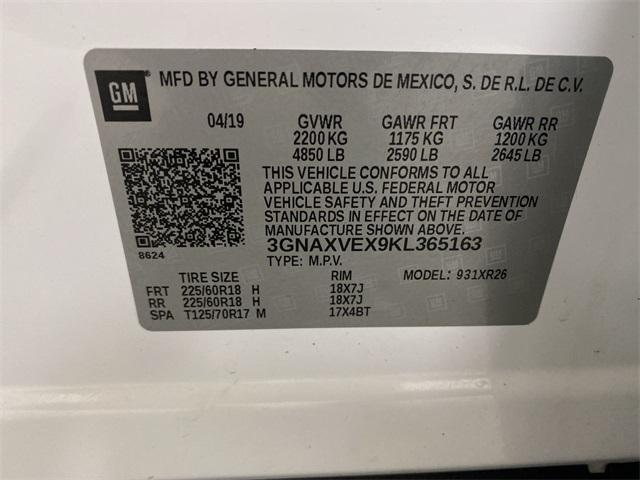 GM ® MFD BY GENERAL MOTORS DE MEXICO, S. DE R.L. DE C.V.
04/19 GVWR GAWR FRT GAWR RR
2200 KG 1175 KG 1200 KG
4850 LB 2590 LB 2645 LB
THIS VEHICLE CONFORMS TO ALL
APPLICABLE U.S. FEDERAL MOTOR
VEHICLE SAFETY AND THEFT PREVENTION
STANDARDS IN EFFECT ON THE DATE OF
MANUFACTURE SHOWN ABOVE.
3GNAXVEX9KL365163
8624
TYPE: M.P.V.
TIRE SIZE RIM MODEL: 931XR26
FRT 225/60R18 H 18X7J
RR 225/60R18 H 18X7J
SPA T125/70R17 M 17X4BT